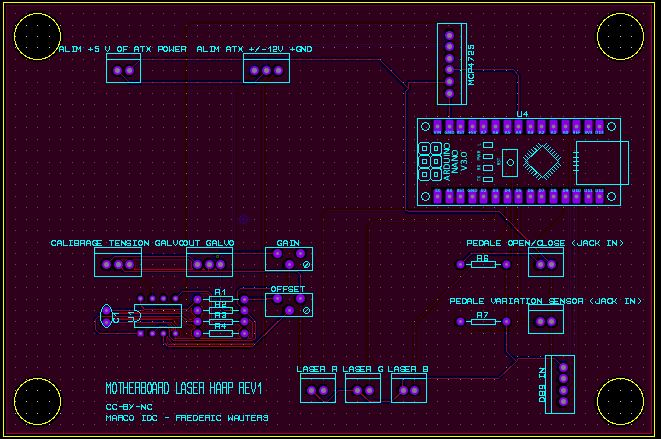 ALIM +5 V OF ATX POWER
ALIM ATX +/-12V +GND
MCP4725
U4
ARDUINO
NANO
V3.0
CALIBRAGE TENSION GALVO
OUT GALVO
GAIN
PEDALE OPEN/CLOSE (JACK IN)
R6
OFFSET
R1
R2
R3
R4
C1
U1
PEDALE VARIATION SENSOR (JACK IN)
R7
LASER R
LASER G
LASER B
DB9 IN
MOTHERBOARD LASER HARP REV1
CC-BY-NC
MARCO IDC - FREDERIC WAUTERS